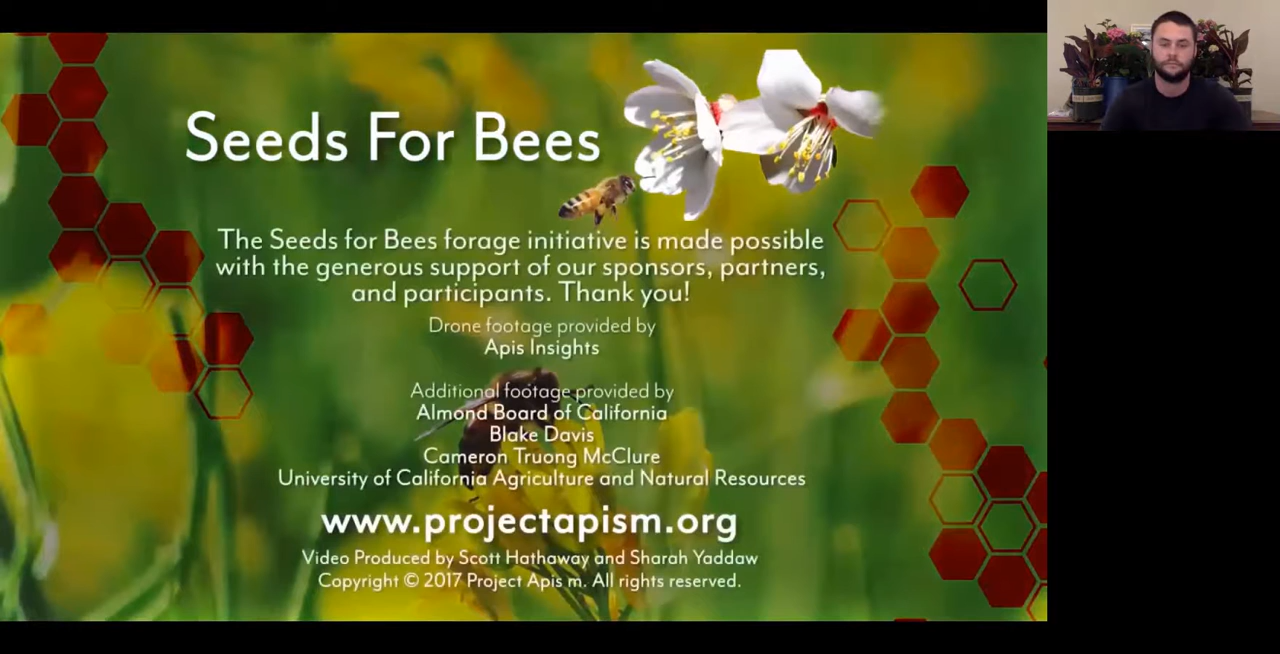 Seeds For Bees
The Seeds for Bees forage initiative is made possible
with the generous support of our sponsors, partners,
and participants. Thank you!
Drone footage provided by
Apis Insights
Additional footage provided by
Almond Board of California
Blake Davis
Cameron Truong McClure
University of California Agriculture and Natural Resources
www.projectapism.org
Video Produced by Scott Hathaway and Sharah Yaddaw
Copyright © 2017 Project Apis m. All rights reserved.